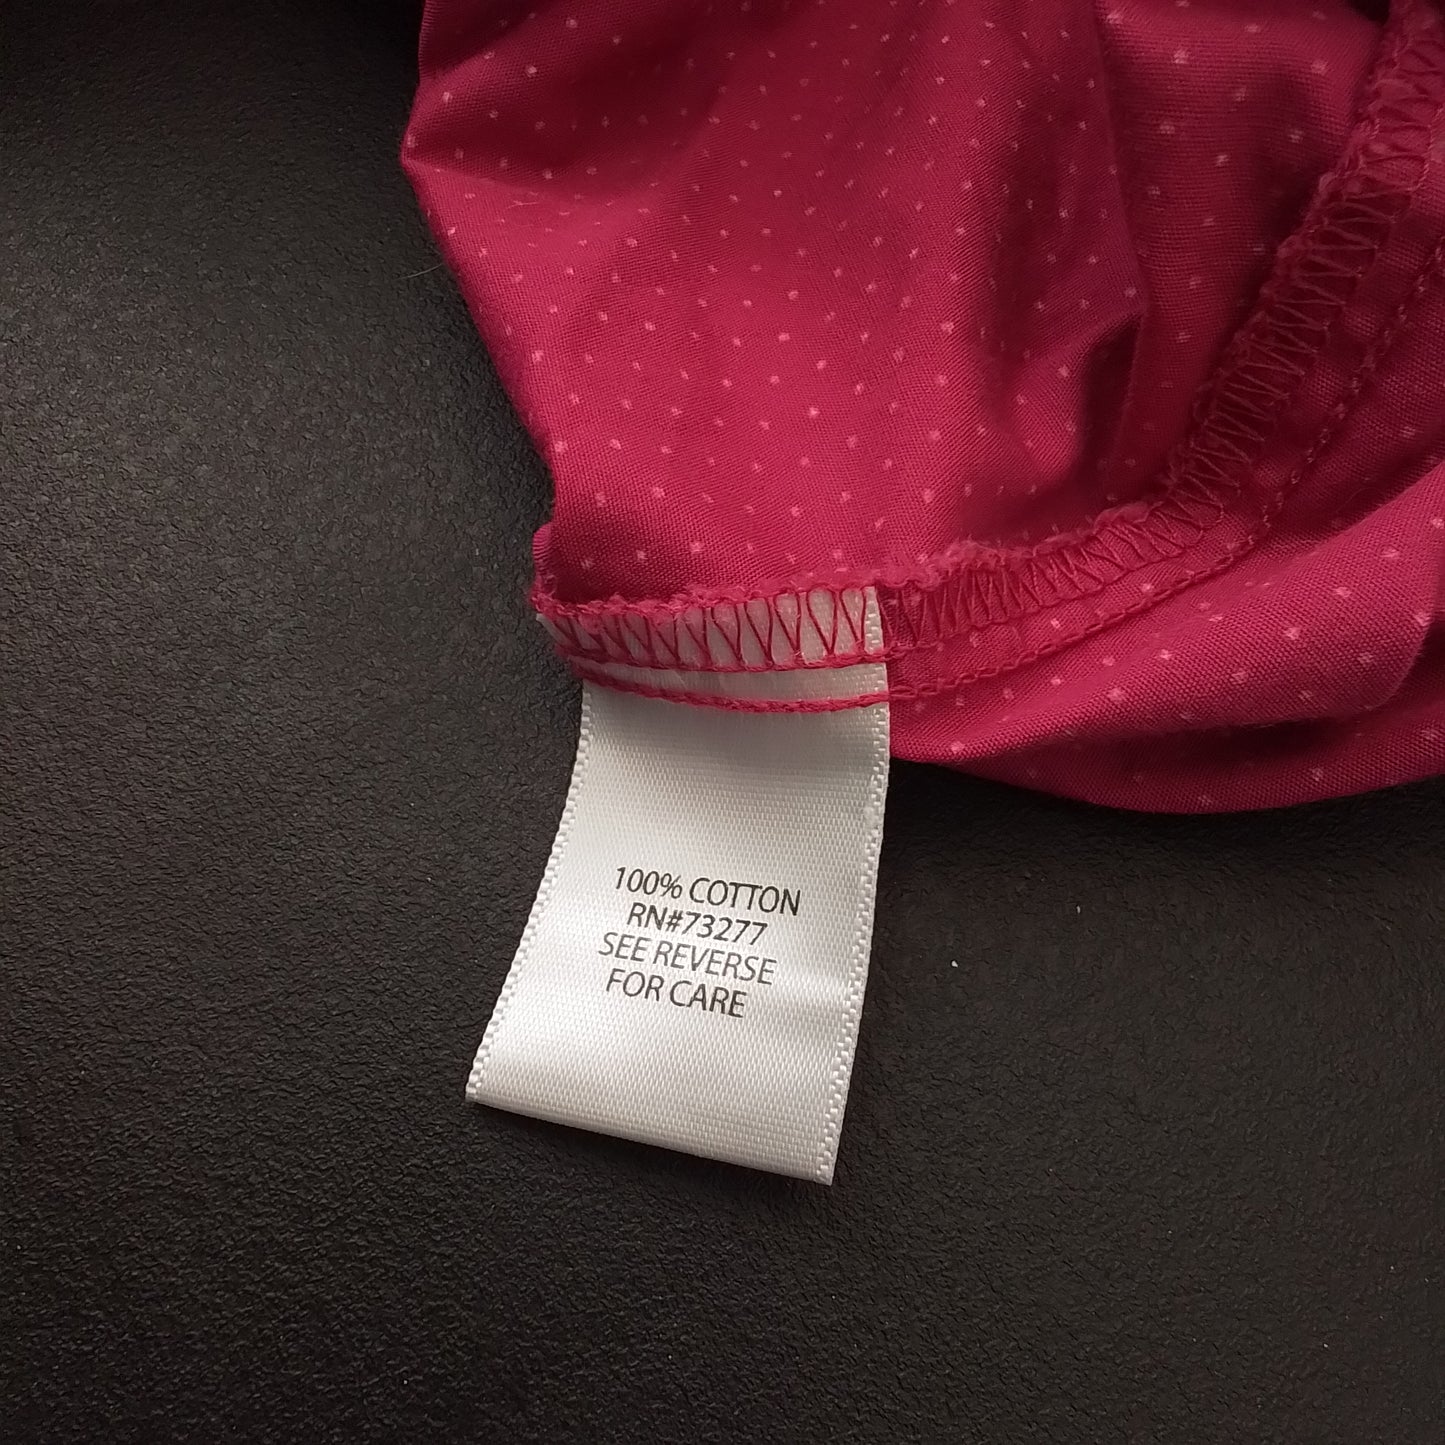 100% COTTON
RN#73277
SEE REVERSE
FOR CARE